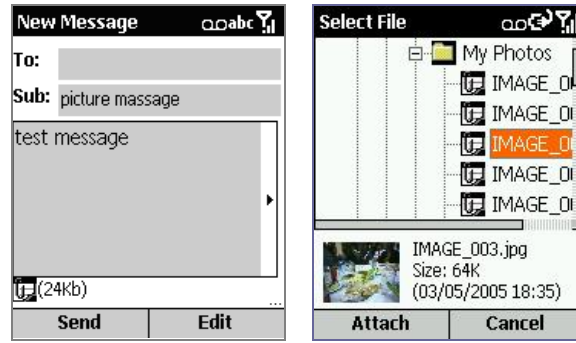 New Message
abc
To:
Sub: picture massage
test message
(24Kb)
...
Send Edit
Select File
My Photos
IMAGE_0
IMAGE_0
IMAGE_0
IMAGE_0
IMAGE_0
IMAGE_003.jpg
Size: 64K
(03/05/2005 18:35)
Attach Cancel